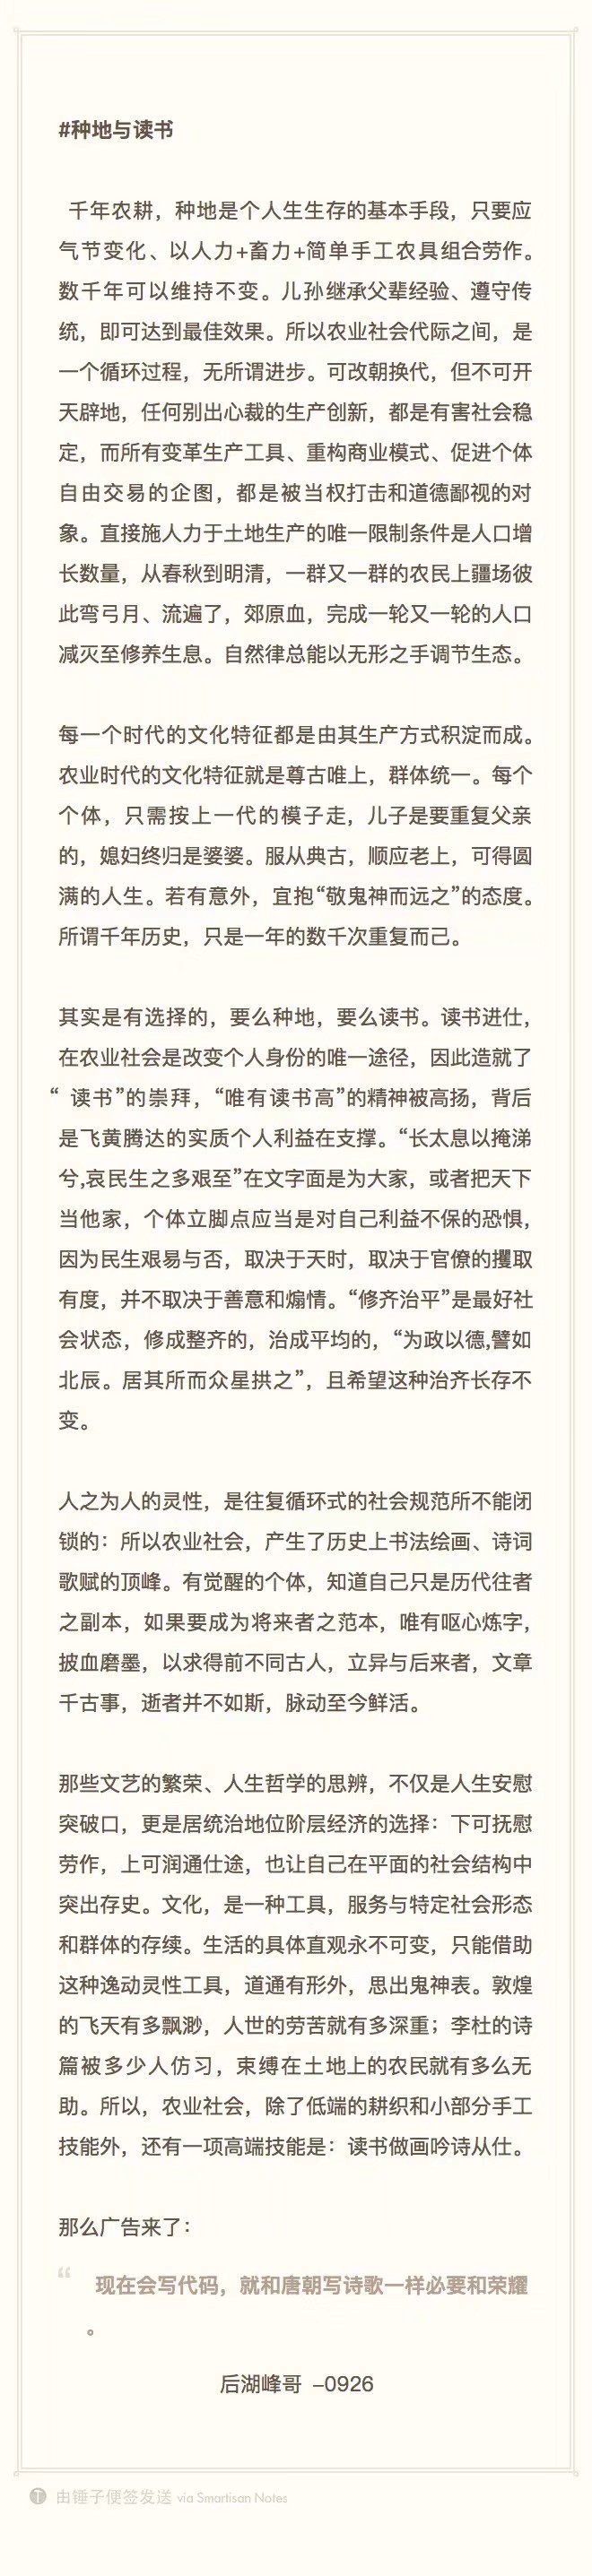 #种地与读书
千年农耕，种地是个人生生存的基本手段，只要应
气节变化、以人力+畜力+简单手工农具组合劳作。
数千年可以维持不变。儿孙继承父辈经验、遵守传
统，即可达到最佳效果。所以农业社会代际之间，是
一个循环过程，无所谓进步。可改朝换代，但不可开
天辟地，任何别出心裁的生产创新，都是有害社会稳
定，而所有变革生产工具、重构商业模式、促进个体
自由交易的企图，都是被当权打击和道德鄙视的对
象。直接施人力于土地生产的唯一限制条件是人口增
长数量，从春秋到明清，一群又一群的农民上疆场彼
此弯弓月、流遍了，郊原血，完成一轮又一轮的人口
减灭至修养生息。自然律总能以无形之手调节生态。
每一个时代的文化特征都是由其生产方式积淀而成。
农业时代的文化特征就是尊古唯上，群体统一。每个
个体，只需按上一代的模子走，儿子是要重复父亲
的，媳妇终归是婆婆。服从典古，顺应老上，可得圆
满的人生。若有意外，宜抱“敬鬼神而远之”的态度。
所谓千年历史，只是一年的数千次重复而己。
其实是有选择的，要么种地，要么读书。读书进仕，
在农业社会是改变个人身份的唯一途径，因此造就了
“ 读书”的崇拜，“唯有读书高”的精神被高扬，背后
是飞黄腾达的实质个人利益在支撑。“长太息以掩涕
兮,哀民生之多艰至”在文字面是为大家，或者把天下
当他家，个体立脚点应当是对自己利益不保的恐惧，
因为民生艰易与否，取决于天时，取决于官僚的攫取
有度，并不取决于善意和煽情。“修齐治平”是最好社
会状态，修成整齐的，治成平均的，“为政以德,譬如
北辰。居其所而众星拱之”，且希望这种治齐长存不
变。
人之为人的灵性，是往复循环式的社会规范所不能闭
锁的：所以农业社会，产生了历史上书法绘画、诗词
歌赋的顶峰。有觉醒的个体，知道自己只是历代往者
之副本，如果要成为将来者之范本，唯有呕心炼字，
披血磨墨，以求得前不同古人，立异与后来者，文章
千古事，逝者并不如斯，脉动至今鲜活。
那些文艺的繁荣、人生哲学的思辨，不仅是人生安慰
突破口，更是居统治地位阶层经济的选择：下可抚慰
劳作，上可润通仕途，也让自己在平面的社会结构中
突出存史。文化，是一种工具，服务与特定社会形态
和群体的存续。生活的具体直观永不可变，只能借助
这种逸动灵性工具，道通有形外，思出鬼神表。敦煌
的飞天有多飘渺，人世的劳苦就有多深重；李杜的诗
篇被多少人仿习，束缚在土地上的农民就有多么无
助。所以，农业社会，除了低端的耕织和小部分手工
技能外，还有一项高端技能是：读书做画吟诗从仕。
那么广告来了：
“ 现在会写代码，就和唐朝写诗歌一样必要和荣耀
。
后湖峰哥 -0926
T 由锤子便签发送 via Smartisan Notes